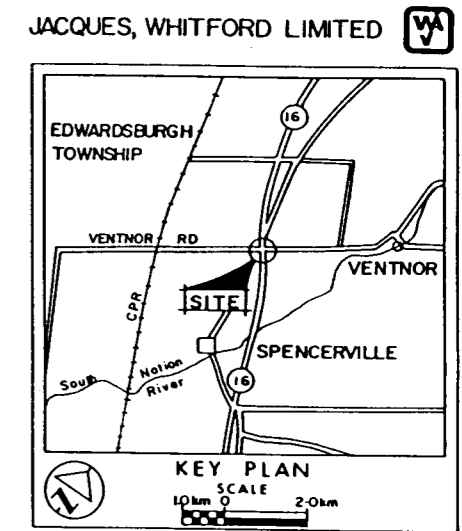 JACQUES, WHITFORD LIMITED
16
EDWARDSBURGH
TOWNSHIP
VENTNOR RD
VENTNOR
CPR
SITE
SPENCERVILLE
South Nation
River
16
KEY PLAN
SCALE
1.0km 0 2.0km